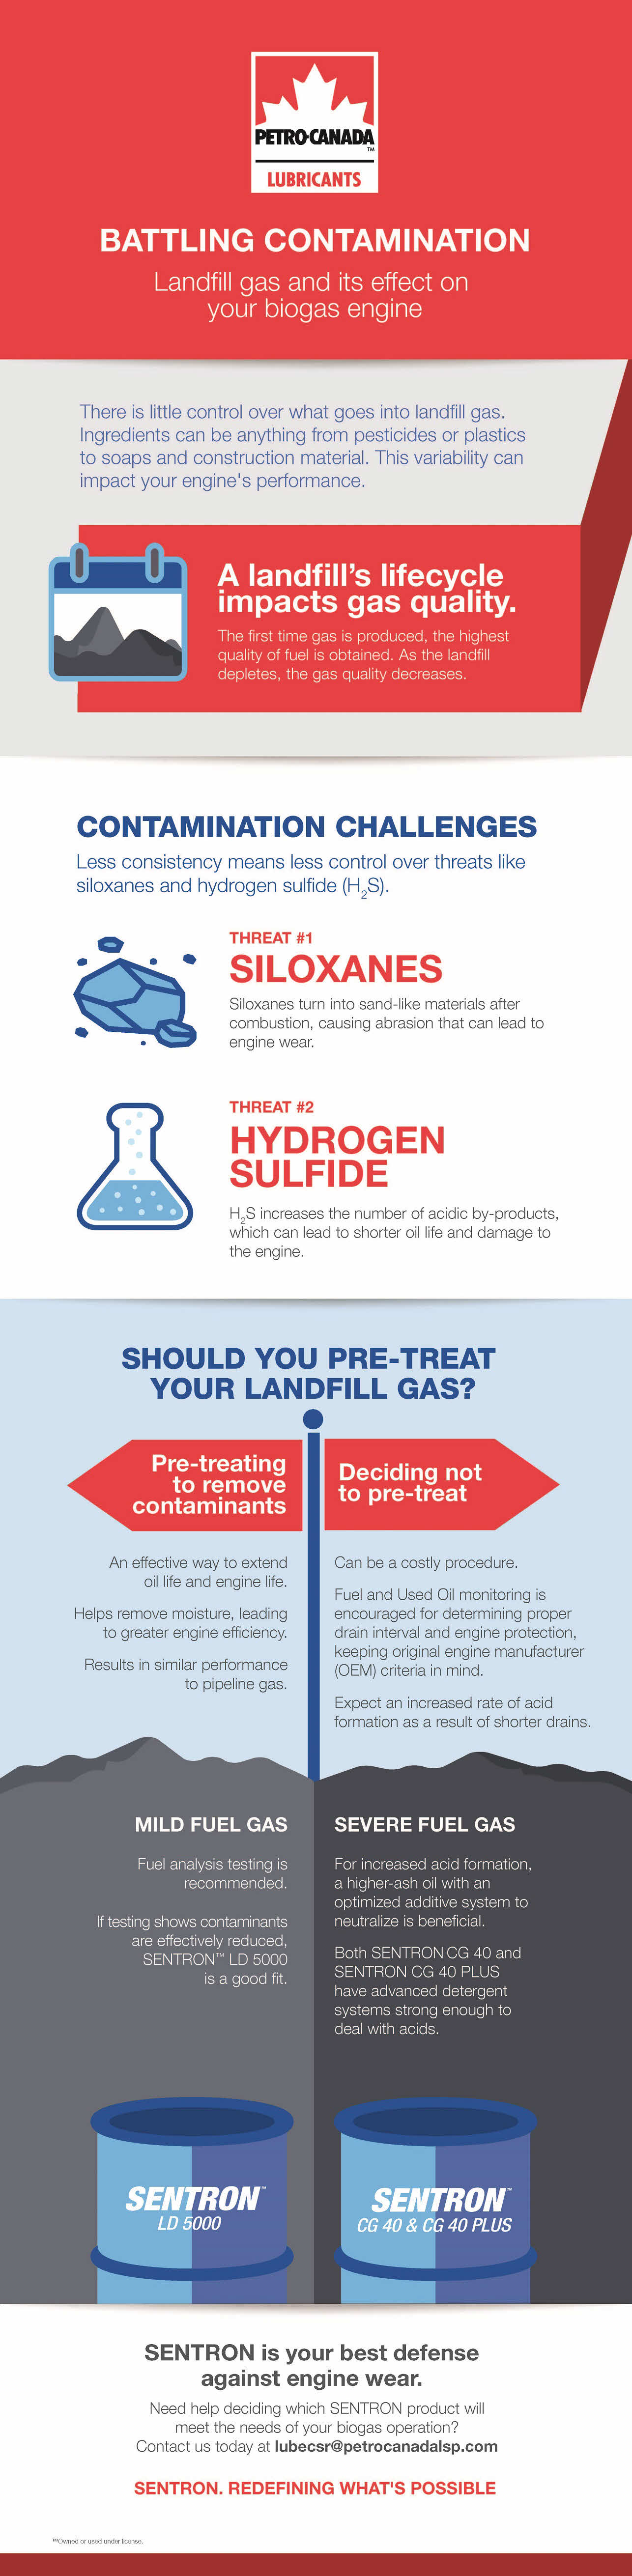 PETRO-CANADA
TM
LUBRICANTS
BATTLING CONTAMINATION
Landfill gas and its effect on
your biogas engine
There is little control over what goes into landfill gas.
Ingredients can be anything from pesticides or plastics
to soaps and construction material. This variability can
impact your engine's performance.
A landfill's lifecycle
impacts gas quality.
The first time gas is produced, the highest
quality of fuel is obtained. As the landfill
depletes, the gas quality decreases.
CONTAMINATION CHALLENGES
Less consistency means less control over threats like
siloxanes and hydrogen sulfide (H₂S).
THREAT #1
SILOXANES
Siloxanes turn into sand-like materials after
combustion, causing abrasion that can lead to
engine wear.
THREAT #2
HYDROGEN
SULFIDE
H₂S increases the number of acidic by-products,
which can lead to shorter oil life and damage to
the engine.
SHOULD YOU PRE-TREAT
YOUR LANDFILL GAS?
Pre-treating
to remove
contaminants
An effective way to extend
oil life and engine life.
Helps remove moisture, leading
to greater engine efficiency.
Results in similar performance
to pipeline gas.
Deciding not
to pre-treat
Can be a costly procedure.
Fuel and Used Oil monitoring is
encouraged for determining proper
drain interval and engine protection,
keeping original engine manufacturer
(OEM) criteria in mind.
Expect an increased rate of acid
formation as a result of shorter drains.
MILD FUEL GAS
Fuel analysis testing is
recommended.
If testing shows contaminants
are effectively reduced,
SENTRON™ LD 5000
is a good fit.
SEVERE FUEL GAS
For increased acid formation,
a higher-ash oil with an
optimized additive system to
neutralize is beneficial.
Both SENTRON CG 40 and
SENTRON CG 40 PLUS
have advanced detergent
systems strong enough to
deal with acids.
SENTRON™
LD 5000
SENTRON™
CG 40 & CG 40 PLUS
SENTRON is your best defense
against engine wear.
Need help deciding which SENTRON product will
meet the needs of your biogas operation?
Contact us today at lubecsr@petrocanadalsp.com
SENTRON. REDEFINING WHAT'S POSSIBLE
™Owned or used under license.